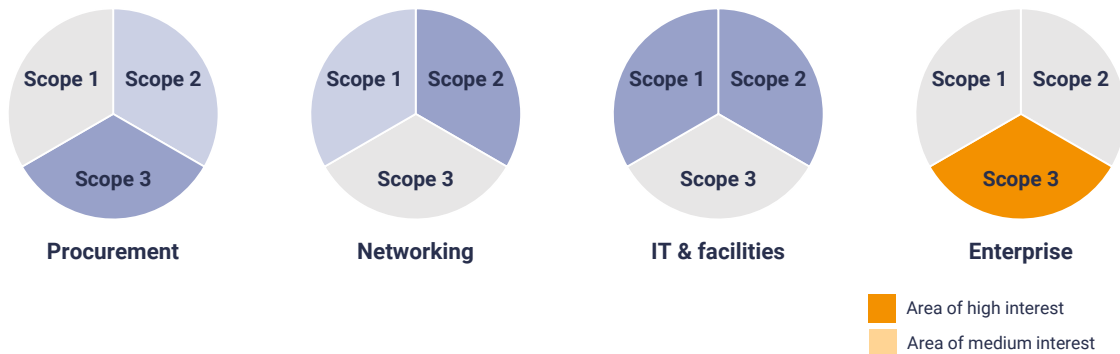 Scope 1 Scope 2
Scope 3
Procurement
Scope 1 Scope 2
Scope 3
Networking
Scope 1 Scope 2
Scope 3
IT & facilities
Scope 1 Scope 2
Scope 3
Enterprise
Area of high interest
Area of medium interest